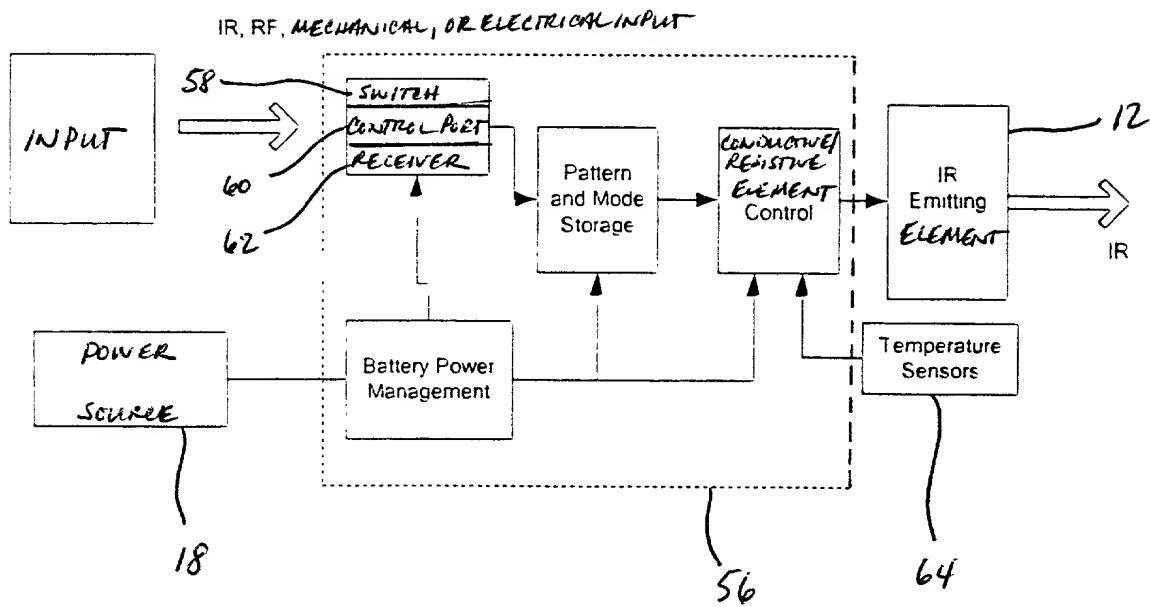 IR, RF, MECHANICAL, OR ELECTRICAL INPUT
INPUT
58
SWITCH
CONTROL PORT
RECEIVER
60
62
Pattern
and Mode
Storage
CONDUCTIVE/
RESISTIVE
ELEMENT
Control
IR
Emitting
ELEMENT
12
IR
POWER
SOURCE
Battery Power
Management
Temperature
Sensors
18
56
64